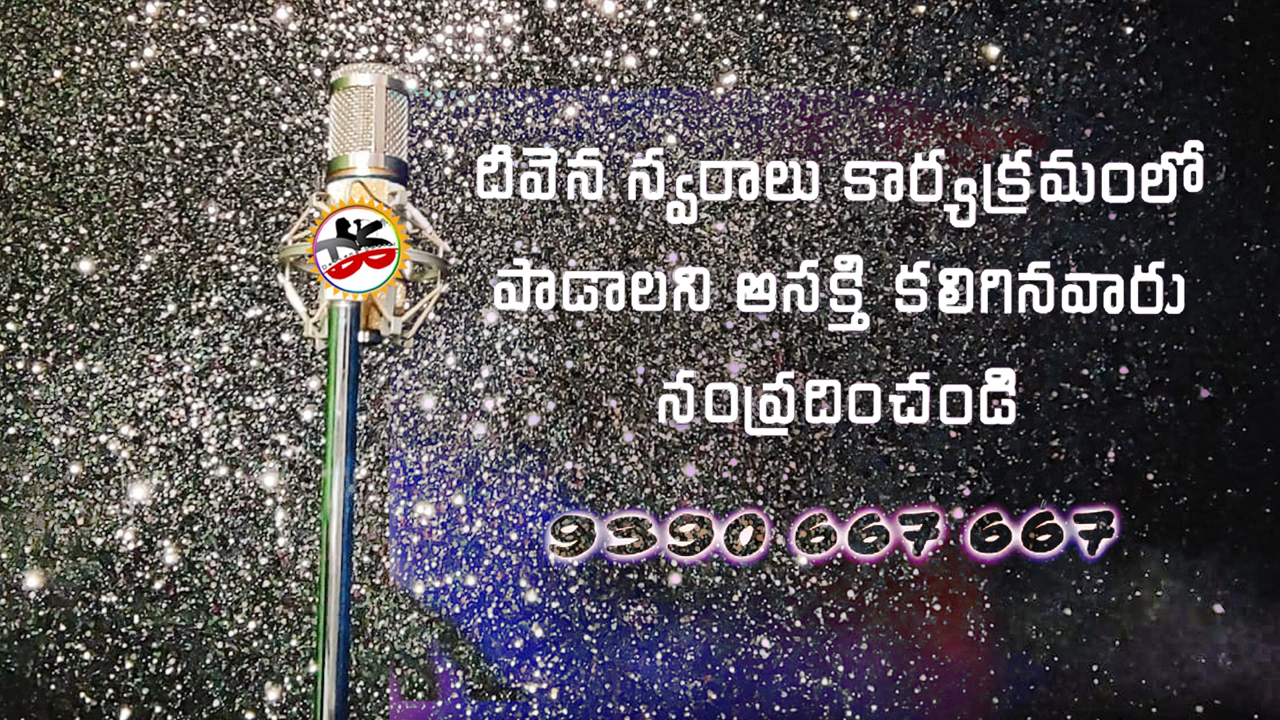 దీవెన స్వరాలు కార్యక్రమంలో
పాడాలని ఆసక్తి కలిగినవారు
సంప్రదించండి
9390 667 667